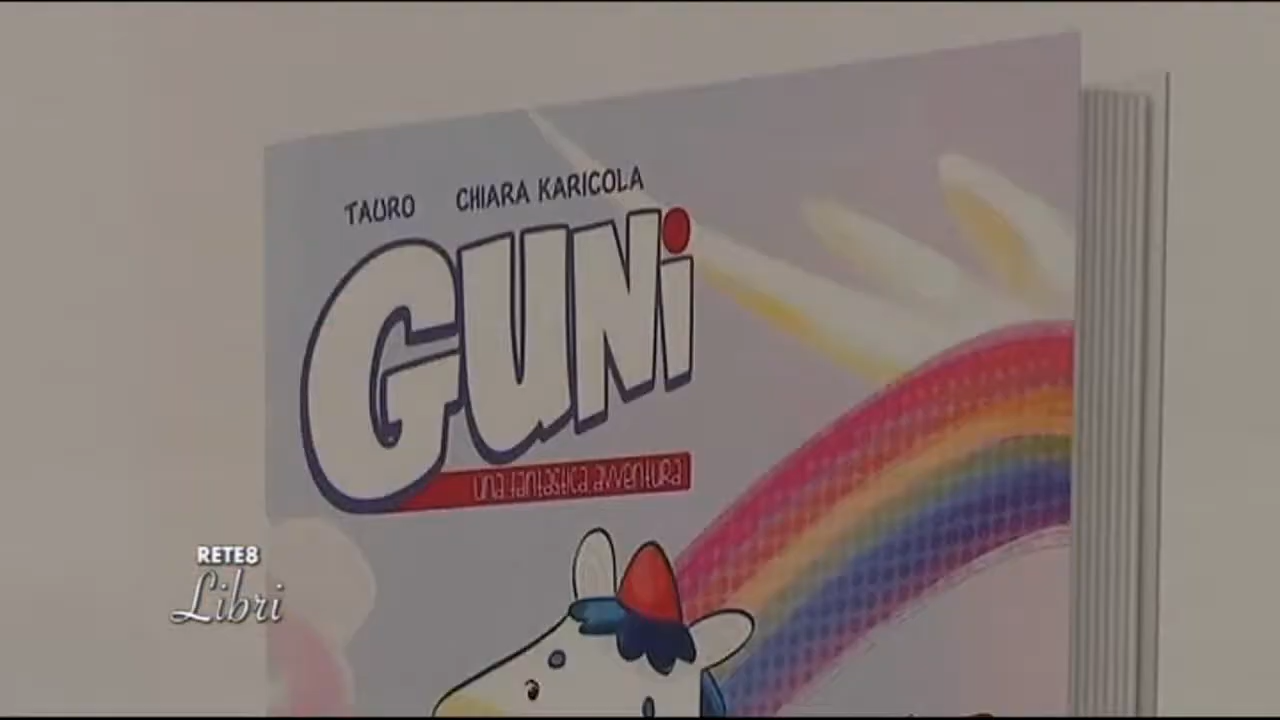 TAURO CHIARA KARICOLA
GUNi
una fantastica avventura
RETE8
Libri